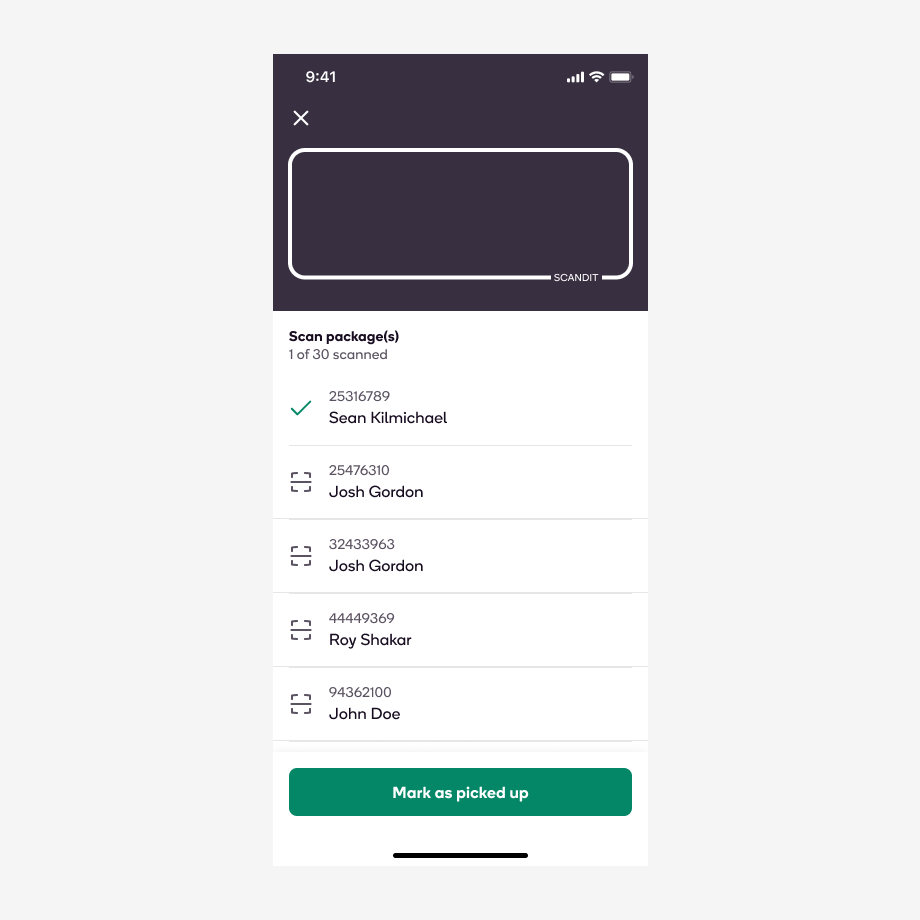 9:41
SCANDIT
Scan package(s)
1 of 30 scanned
25316789
Sean Kilmichael
25476310
Josh Gordon
32433963
Josh Gordon
44449369
Roy Shakar
94362100
John Doe
Mark as picked up